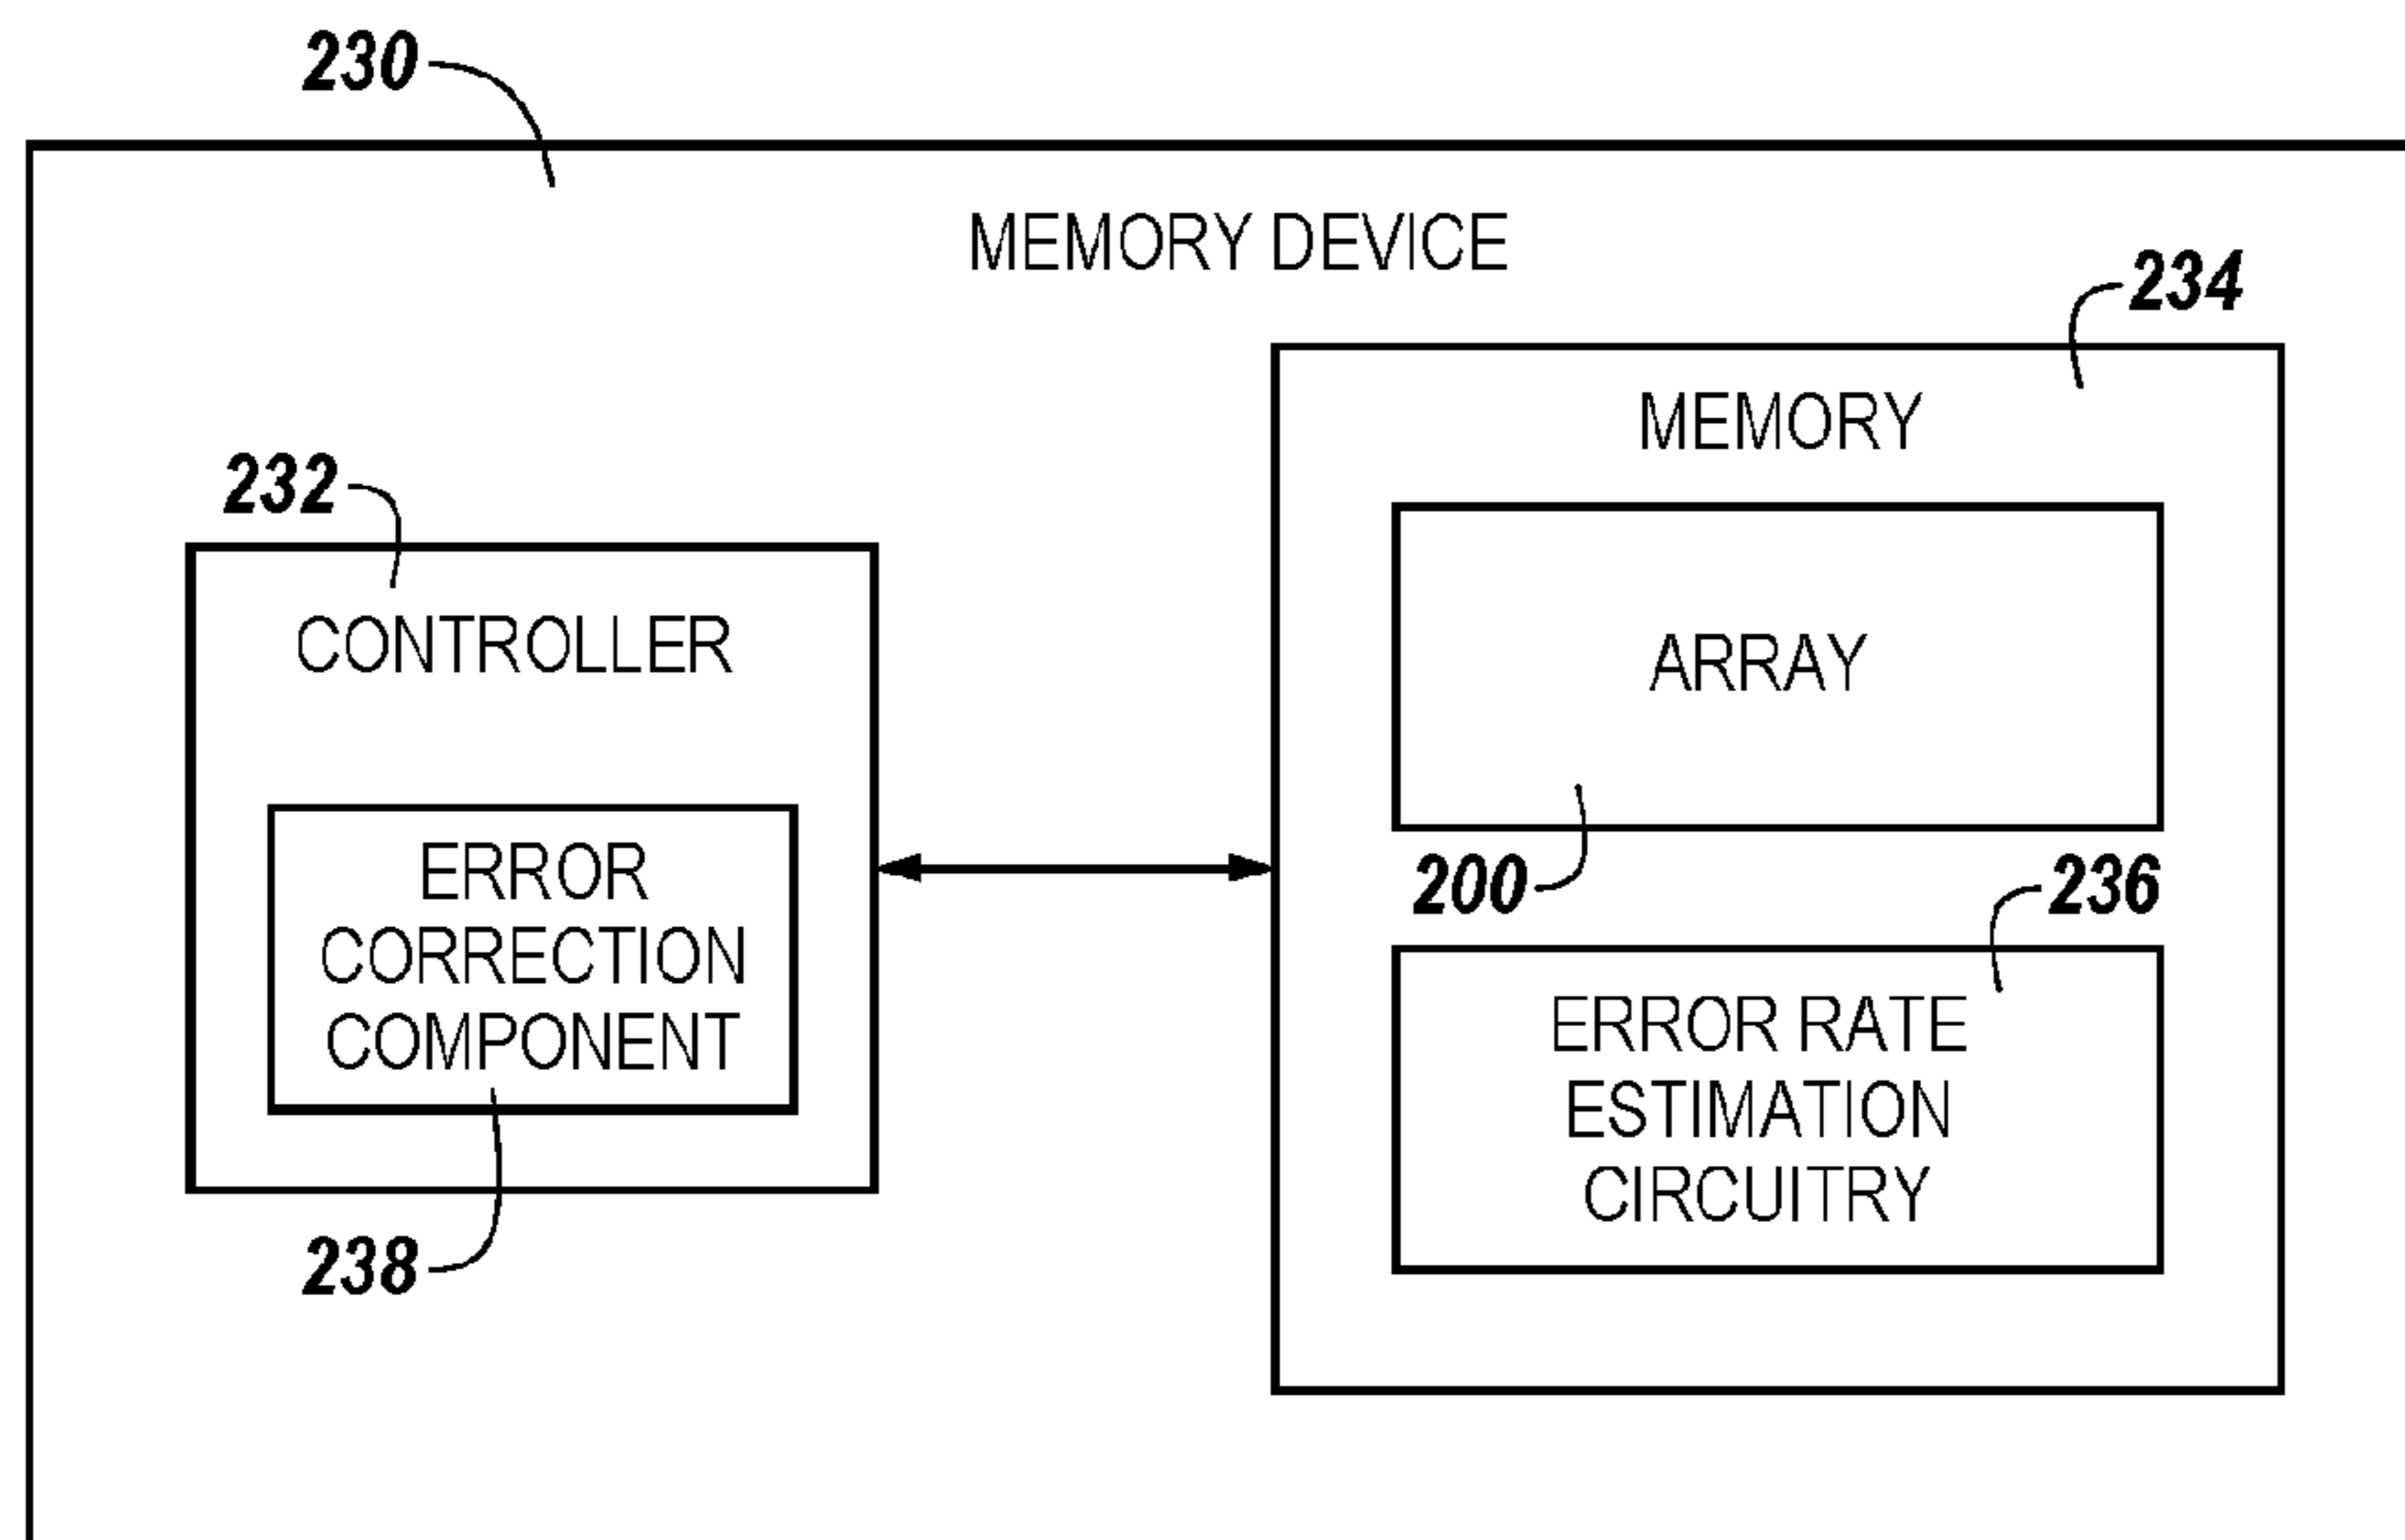 230
MEMORY DEVICE
234
MEMORY
232
CONTROLLER
ARRAY
ERROR
CORRECTION
COMPONENT
200
236
ERROR RATE
ESTIMATION
CIRCUITRY
238